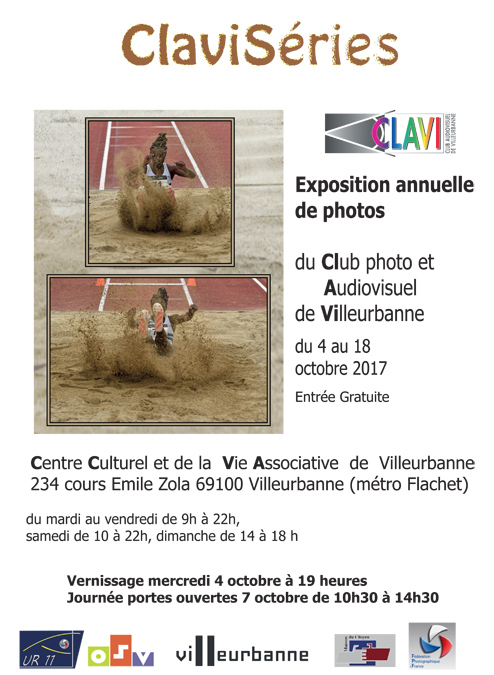 ClaviSéries
CLAVI
CLUB AUDIOVISUEL
DE VILLEURBANNE
Exposition annuelle
de photos
du Club photo et
Audiovisuel
de Villeurbanne
du 4 au 18
octobre 2017
Entrée Gratuite
Centre Culturel et de la Vie Associative de Villeurbanne
234 cours Emile Zola 69100 Villeurbanne (métro Flachet)
du mardi au vendredi de 9h à 22h,
samedi de 10 à 22h, dimanche de 14 à 18 h
Vernissage mercredi 4 octobre à 19 heures
Journée portes ouvertes 7 octobre de 10h30 à 14h30
UR 11
OSV
villeurbanne
Fédération
Photographique
France